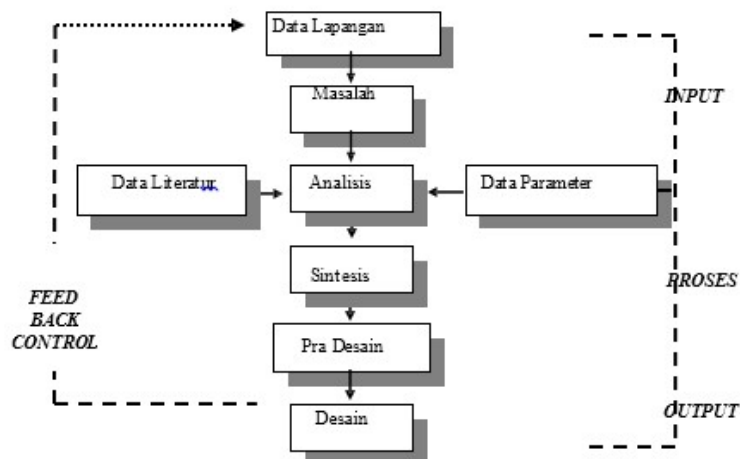 Data Lapangan
INPUT
Masalah
Data Literatur
Analisis
Data Parameter
Sintesis
PROSES
FEED
BACK
CONTROL
Pra Desain
Desain
OUTPUT